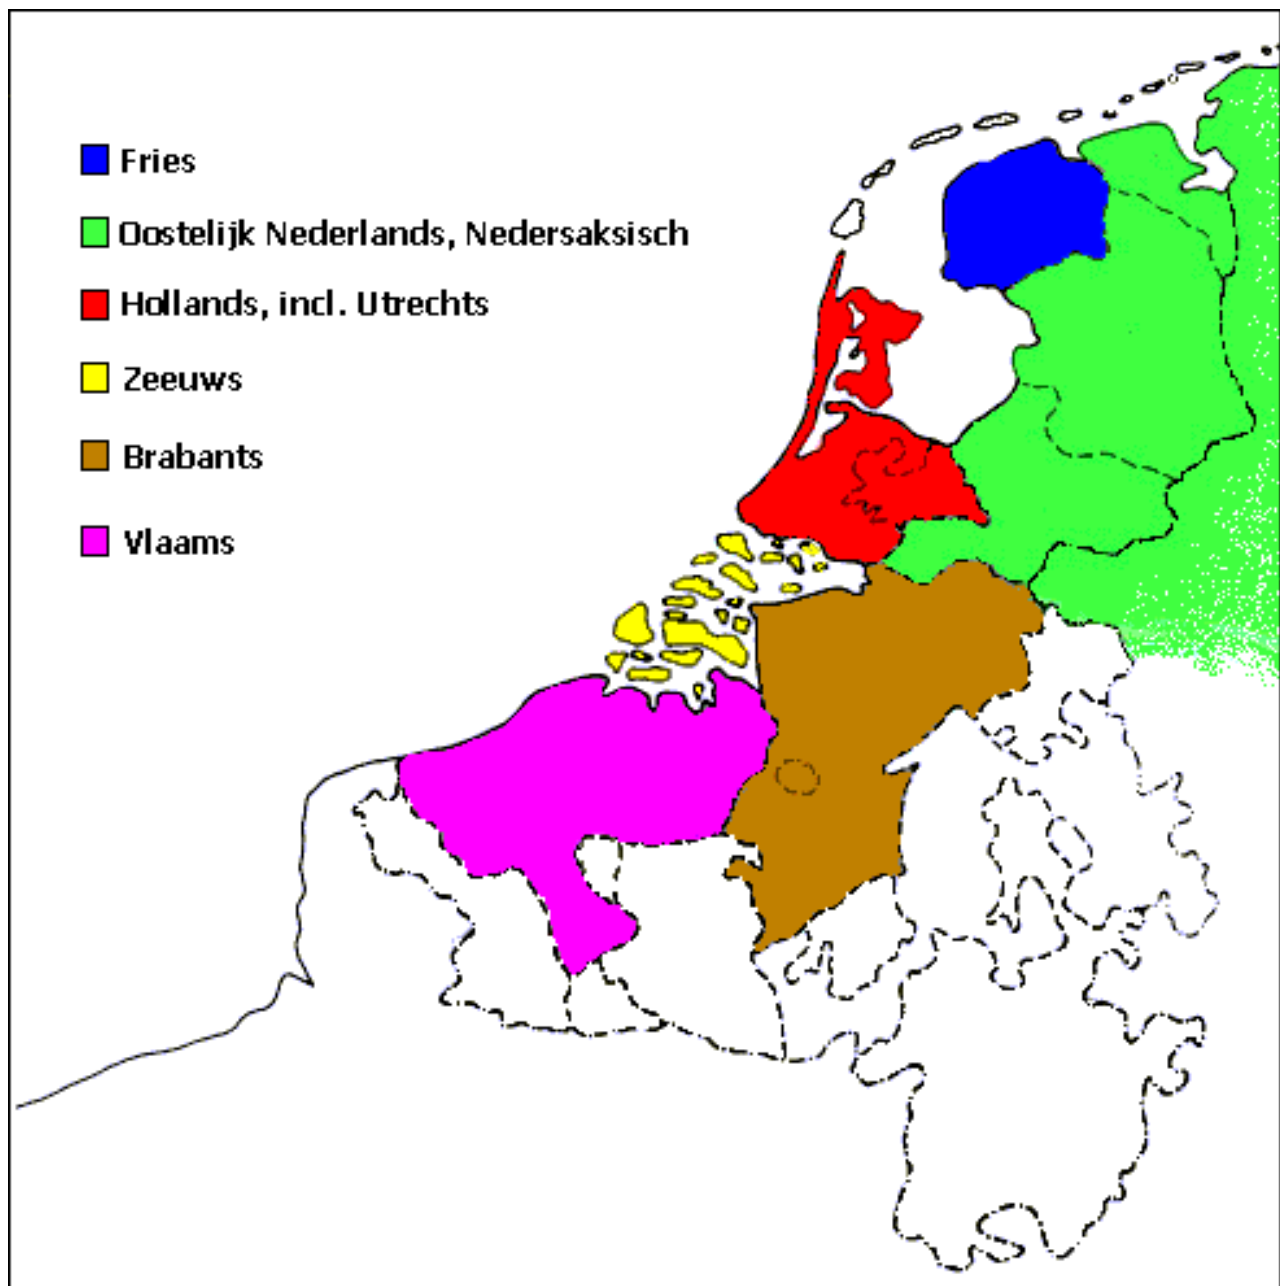 Fries
Oostelijk Nederlands, Nedersaksisch
Hollands, incl. Utrechts
Zeeuws
Brabants
Vlaams